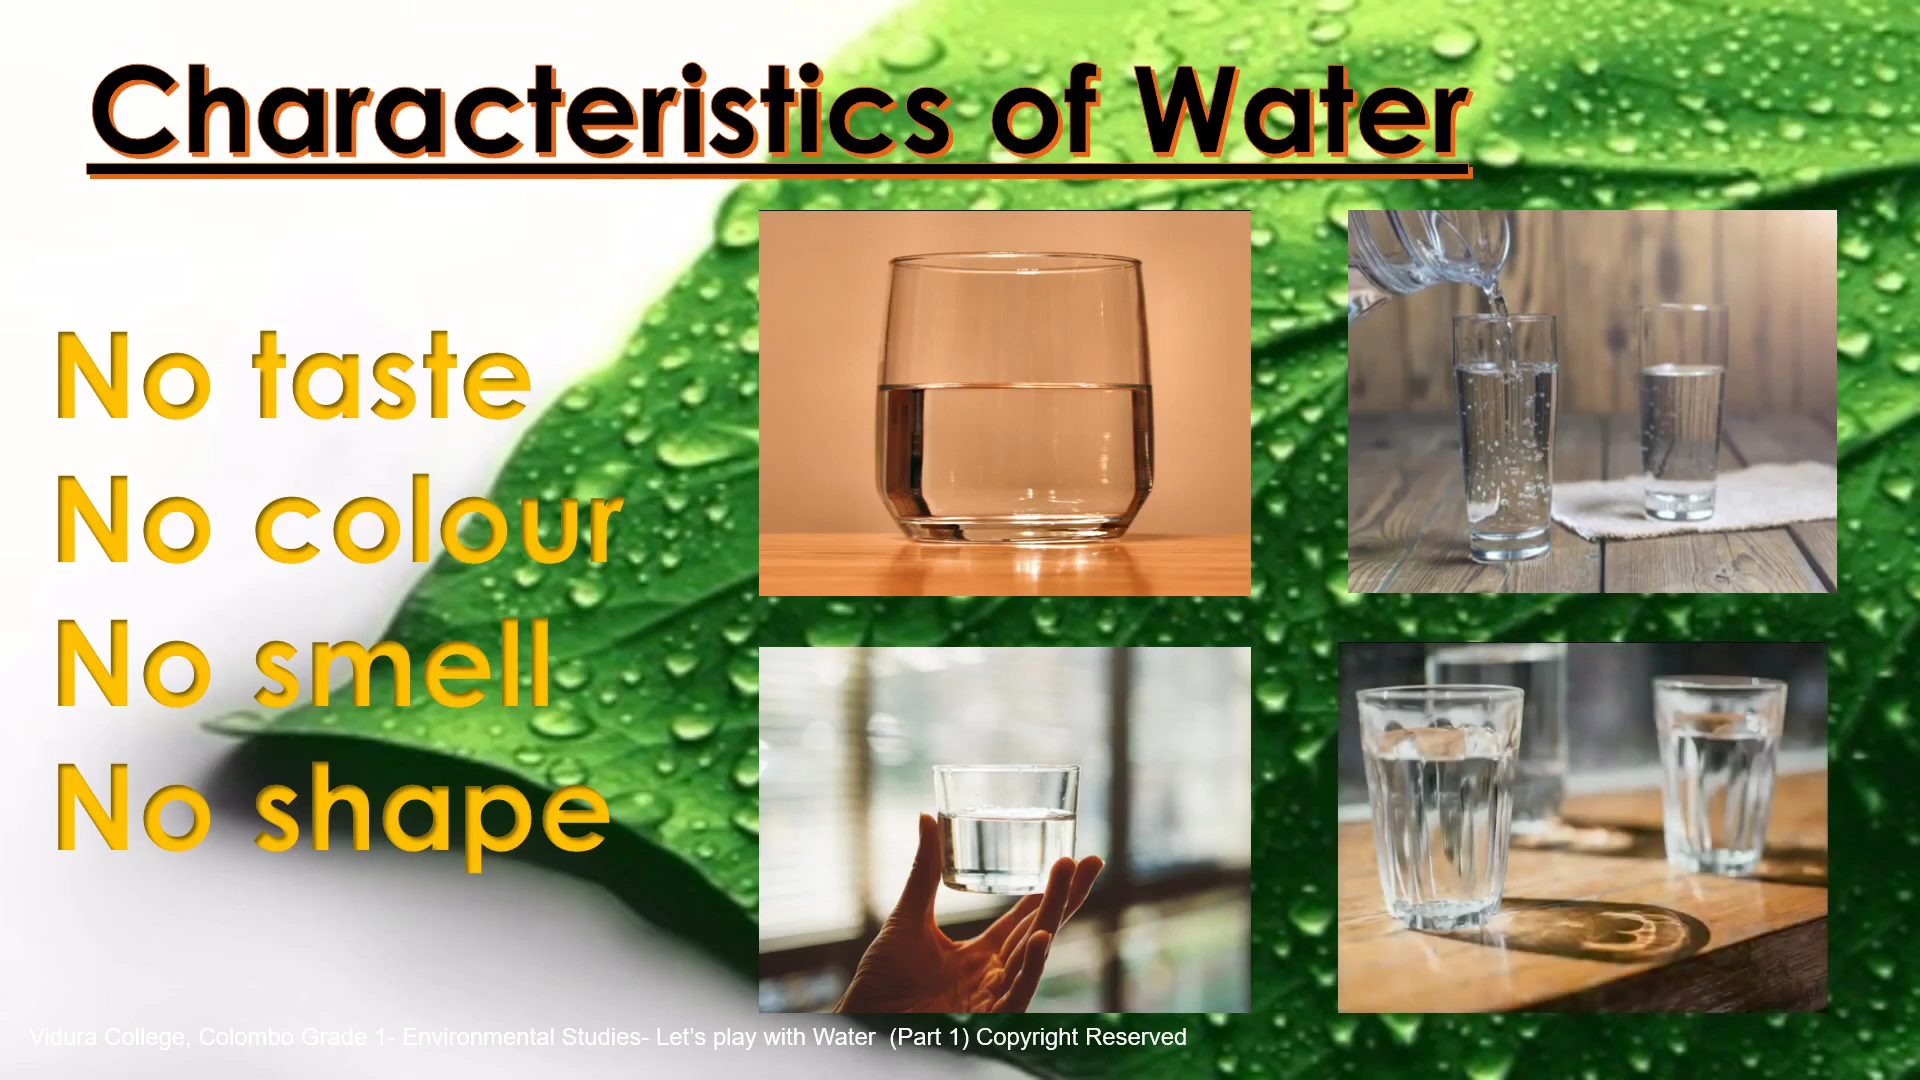 Characteristics of Water
No taste
No colour
No smell
No shape
Vidura College, Colombo Grade 1- Environmental Studies- Let’s play with Water (Part 1) Copyright Reserved